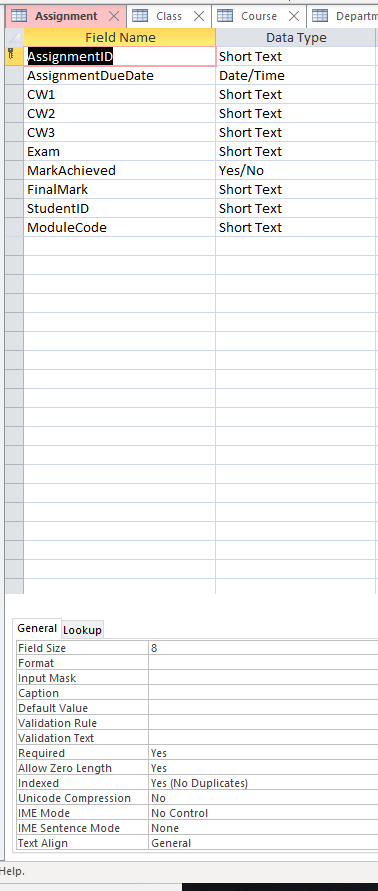 Assignment Class Course Departm
Field Name Data Type
AssignmentID Short Text
AssignmentDueDate Date/Time
CW1 Short Text
CW2 Short Text
CW3 Short Text
Exam Short Text
MarkAchieved Yes/No
FinalMark Short Text
StudentID Short Text
ModuleCode Short Text
General Lookup
Field Size 8
Format
Input Mask
Caption
Default Value
Validation Rule
Validation Text
Required Yes
Allow Zero Length Yes
Indexed Yes (No Duplicates)
Unicode Compression No
IME Mode No Control
IME Sentence Mode None
Text Align General
Help.